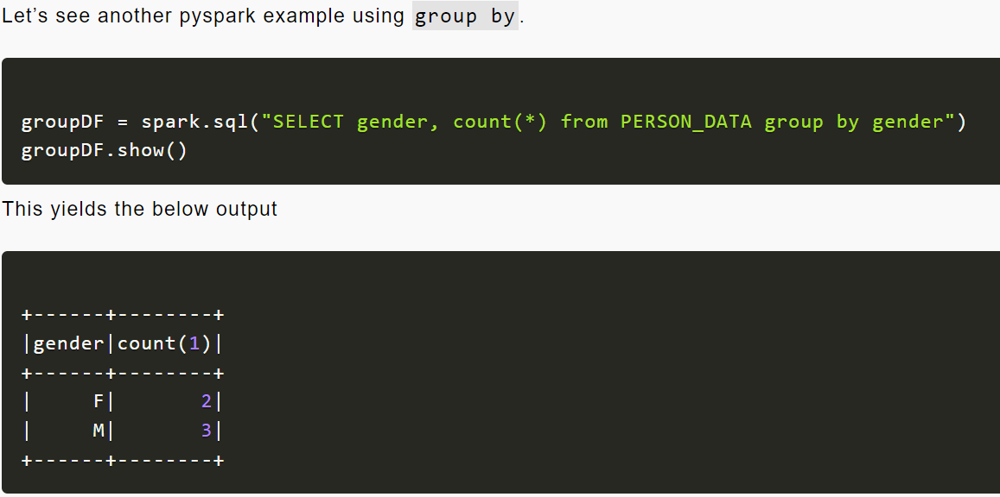 Let’s see another pyspark example using group by.
groupDF = spark.sql("SELECT gender, count(*) from PERSON_DATA group by gender")
groupDF.show()
This yields the below output
+------+--------+
|gender|count(1)|
+------+--------+
|     F|       2|
|     M|       3|
+------+--------+